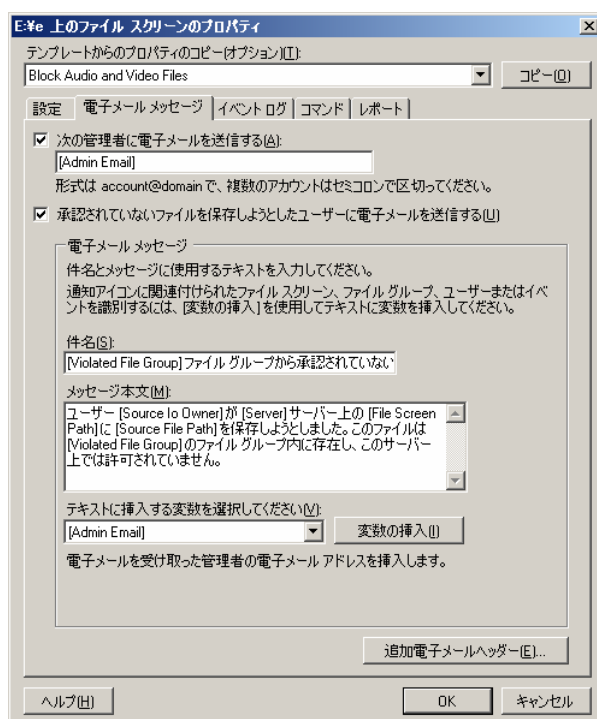 E:¥e 上のファイル スクリーンのプロパティ
テンプレートからのプロパティのコピー(オプション)(T):
Block Audio and Video Files
コピー(O)
設定
電子メール メッセージ
イベント ログ
コマンド
レポート
次の管理者に電子メールを送信する(A):
[Admin Email]
形式は account@domain で、複数のアカウントはセミコロンで区切ってください。
承認されていないファイルを保存しようとしたユーザーに電子メールを送信する(U)
電子メール メッセージ
件名とメッセージに使用するテキストを入力してください。
通知アイコンに関連付けられたファイル スクリーン、ファイル グループ、ユーザーまたはイベ
ントを識別するには、[変数の挿入] を使用してテキストに変数を挿入してください。
件名(S):
[Violated File Group] ファイル グループから承認されていない
メッセージ本文(M):
ユーザー [Source Io Owner] が [Server] サーバー上の [File Screen
Path] に [Source File Path] を保存しようとしました。このファイルは
[Violated File Group] のファイル グループ内に存在し、このサーバー
上では許可されていません。
テキストに挿入する変数を選択してください(V):
[Admin Email]
変数の挿入(I)
電子メールを受け取った管理者の電子メール アドレスを挿入します。
追加電子メールヘッダー(E)...
ヘルプ(H)
OK
キャンセル